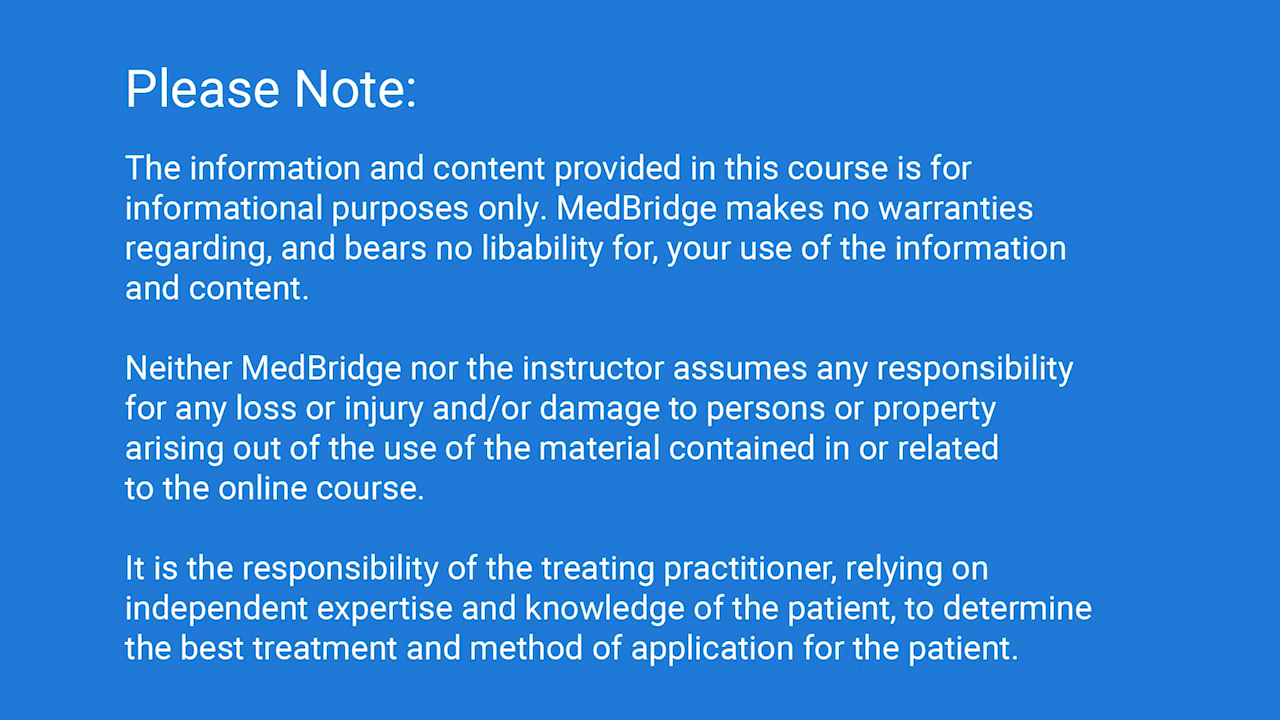 Please Note:
The information and content provided in this course is for
informational purposes only. MedBridge makes no warranties
regarding, and bears no libability for, your use of the information
and content.
Neither MedBridge nor the instructor assumes any responsibility
for any loss or injury and/or damage to persons or property
arising out of the use of the material contained in or related
to the online course.
It is the responsibility of the treating practitioner, relying on
independent expertise and knowledge of the patient, to determine
the best treatment and method of application for the patient.